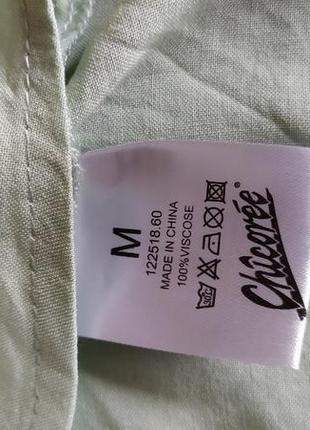 M
122518.60
MADE IN CHINA
100%VISCOSE
Chicorée